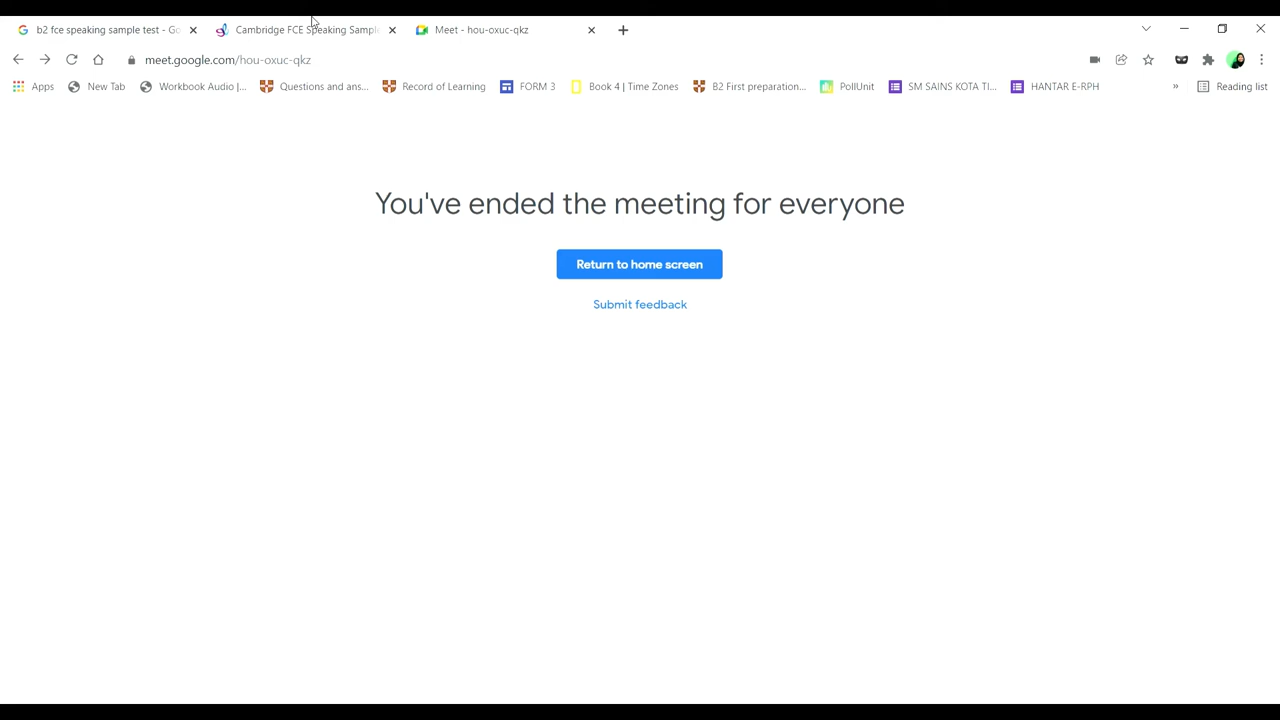 b2 fce speaking sample test - Go
Cambridge FCE Speaking Sampl
Meet - hou-oxuc-qkz
meet.google.com/hou-oxuc-qkz
Apps
New Tab
Workbook Audio |...
Questions and ans...
Record of Learning
FORM 3
Book 4 | Time Zones
B2 First preparation...
PollUnit
SM SAINS KOTA TI...
HANTAR E-RPH
»
Reading list
You've ended the meeting for everyone
Return to home screen
Submit feedback